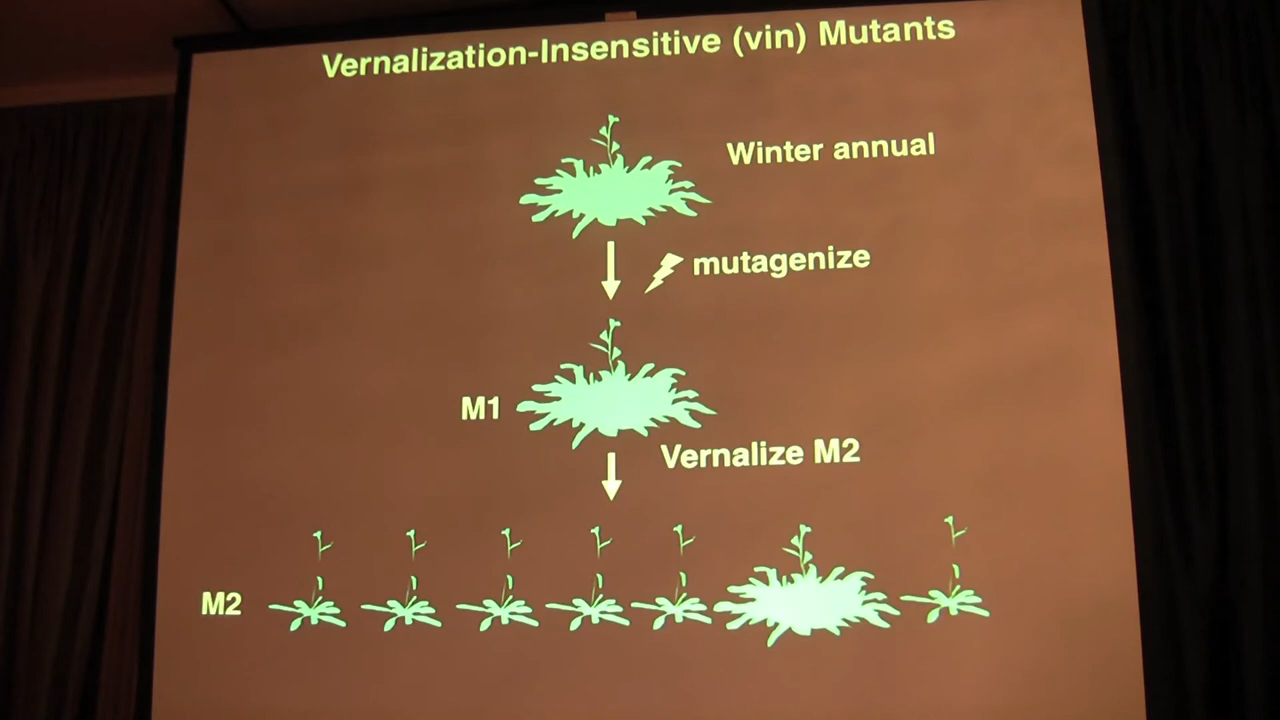 Vernalization-Insensitive (vin) Mutants
Winter annual
mutagenize
M1
Vernalize M2
M2